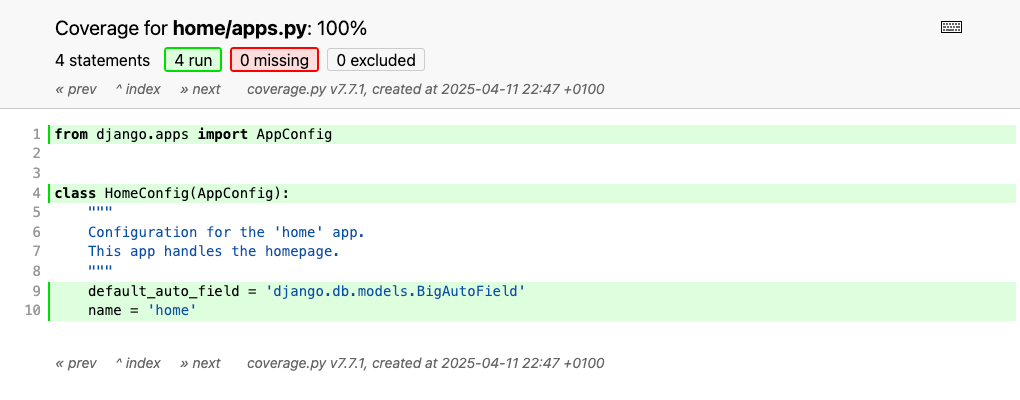 Coverage for home/apps.py: 100%
4 statements 4 run 0 missing 0 excluded
« prev ^ index » next coverage.py v7.7.1, created at 2025-04-11 22:47 +0100
1 from django.apps import AppConfig
2
3
4 class HomeConfig(AppConfig):
5 """
6 Configuration for the 'home' app.
7 This app handles the homepage.
8 """
9 default_auto_field = 'django.db.models.BigAutoField'
10 name = 'home'
« prev ^ index » next coverage.py v7.7.1, created at 2025-04-11 22:47 +0100